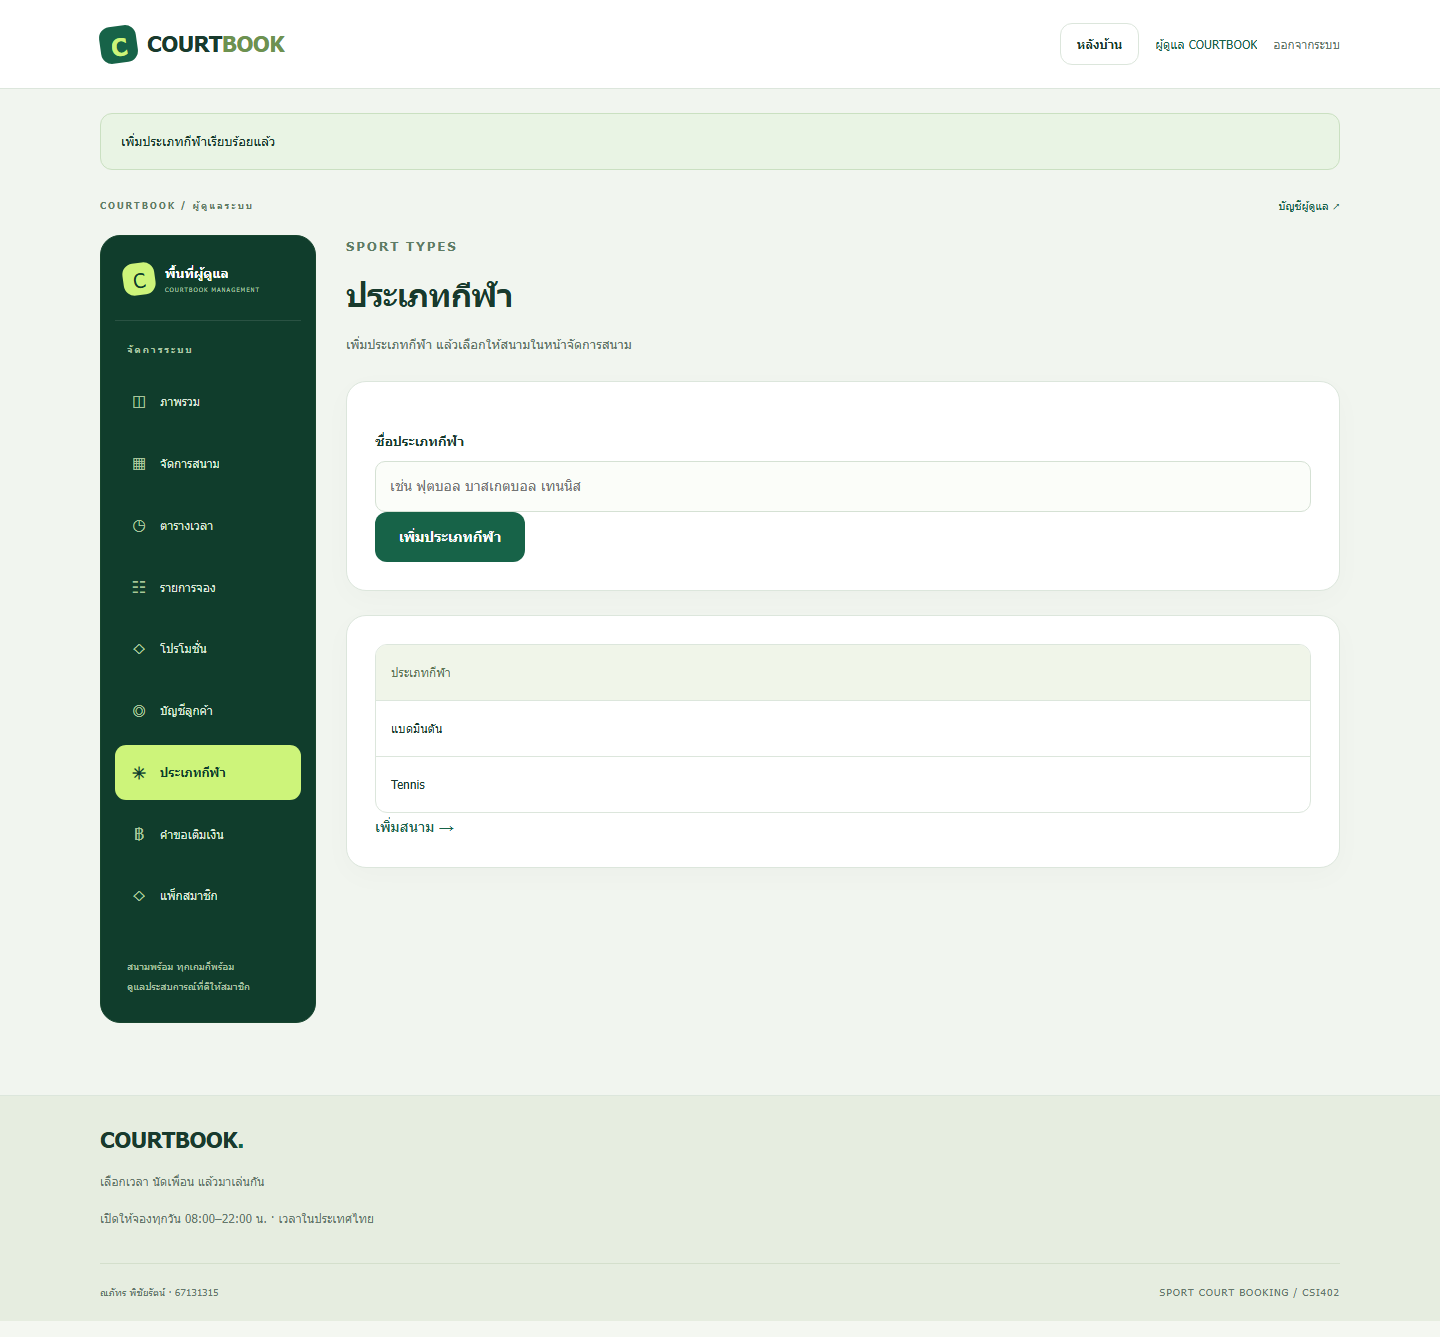 C COURTBOOK
หลังบ้าน
ผู้ดูแล COURTBOOK
ออกจากระบบ
เพิ่มประเภทกีฬาเรียบร้อยแล้ว
COURTBOOK / ผู้ดูแลระบบ
บัญชีผู้ดูแล ↗
C พื้นที่ผู้ดูแล
COURTBOOK MANAGEMENT
จัดการระบบ
ภาพรวม
จัดการสนาม
ตารางเวลา
รายการจอง
โปรโมชั่น
บัญชีลูกค้า
ประเภทกีฬา
฿ คำขอเติมเงิน
แพ็กสมาชิก
สนามพร้อม ทุกเกมก็พร้อม
ดูแลประสบการณ์ที่ดีให้สมาชิก
SPORT TYPES
ประเภทกีฬา
เพิ่มประเภทกีฬา แล้วเลือกให้สนามในหน้าจัดการสนาม
ชื่อประเภทกีฬา
เช่น ฟุตบอล บาสเกตบอล เทนนิส
เพิ่มประเภทกีฬา
ประเภทกีฬา
แบดมินตัน
Tennis
เพิ่มสนาม →
COURTBOOK.
เลือกเวลา นัดเพื่อน แล้วมาเล่นกัน
เปิดให้จองทุกวัน 08:00–22:00 น. · เวลาในประเทศไทย
ณภัทร พิชัยรัตน์ · 67131315
SPORT COURT BOOKING / CSI402